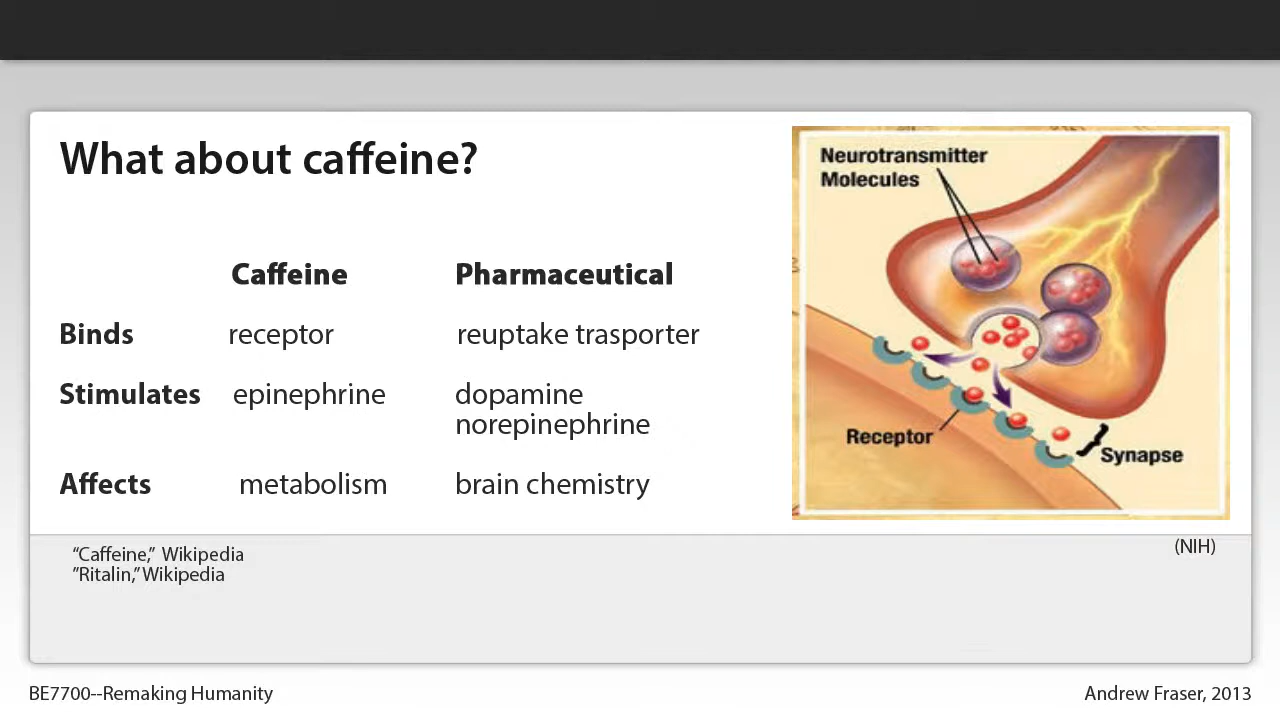 What about caffeine?
Caffeine Pharmaceutical
Binds receptor reuptake trasporter
Stimulates epinephrine dopamine
norepinephrine
Affects metabolism brain chemistry
Neurotransmitter
Molecules
Receptor
Synapse
(NIH)
“Caffeine,” Wikipedia
”Ritalin,” Wikipedia
BE7700--Remaking Humanity
Andrew Fraser, 2013